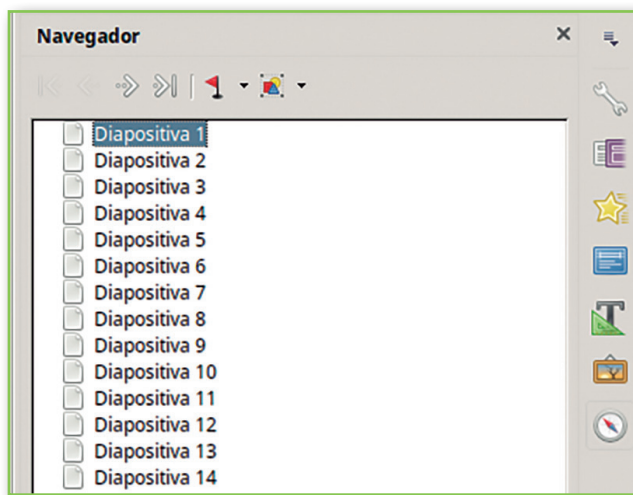 Navegador
Diapositiva 1
Diapositiva 2
Diapositiva 3
Diapositiva 4
Diapositiva 5
Diapositiva 6
Diapositiva 7
Diapositiva 8
Diapositiva 9
Diapositiva 10
Diapositiva 11
Diapositiva 12
Diapositiva 13
Diapositiva 14